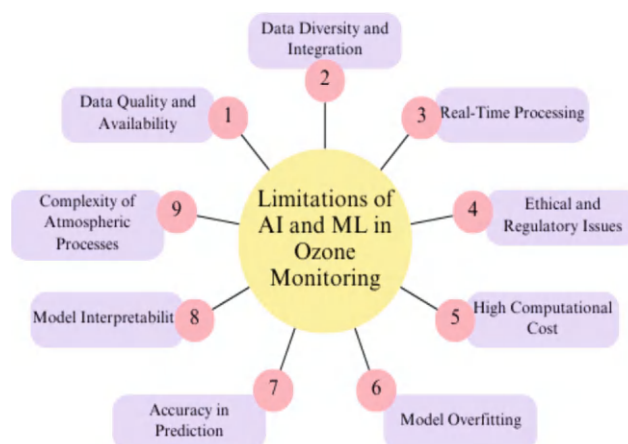 Data Diversity and
Integration
2
Data Quality and
Availability
1
3
Real-Time Processing
Limitations of
AI and ML in
Ozone
Monitoring
Complexity of
Atmospheric
Processes
9
4
Ethical and
Regulatory Issues
Model Interpretabilit
8
5
High Computational
Cost
7
Accuracy in
Prediction
6
Model Overfitting